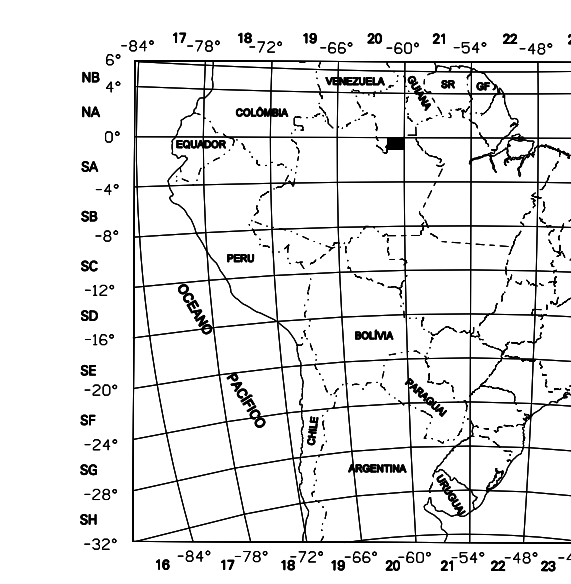 17 18 19 20 21 22
-84° -78° -72° -66° -60° -54° -48°
6°
NB
4°
VENEZUELA
GUIANA
SR
GF
NA
COLÔMBIA
0°
EQUADOR
SA
-4°
SB
-8°
PERU
SC
-12°
OCEANO
SD
-16°
BOLÍVIA
SE
-20°
PACÍFICO
PARAGUAI
SF
CHILE
-24°
SG
ARGENTINA
-28°
URUGUAI
SH
-32°
-84° -78° -72° -66° -60° -54° -48°
16 17 18 19 20 21 22 23